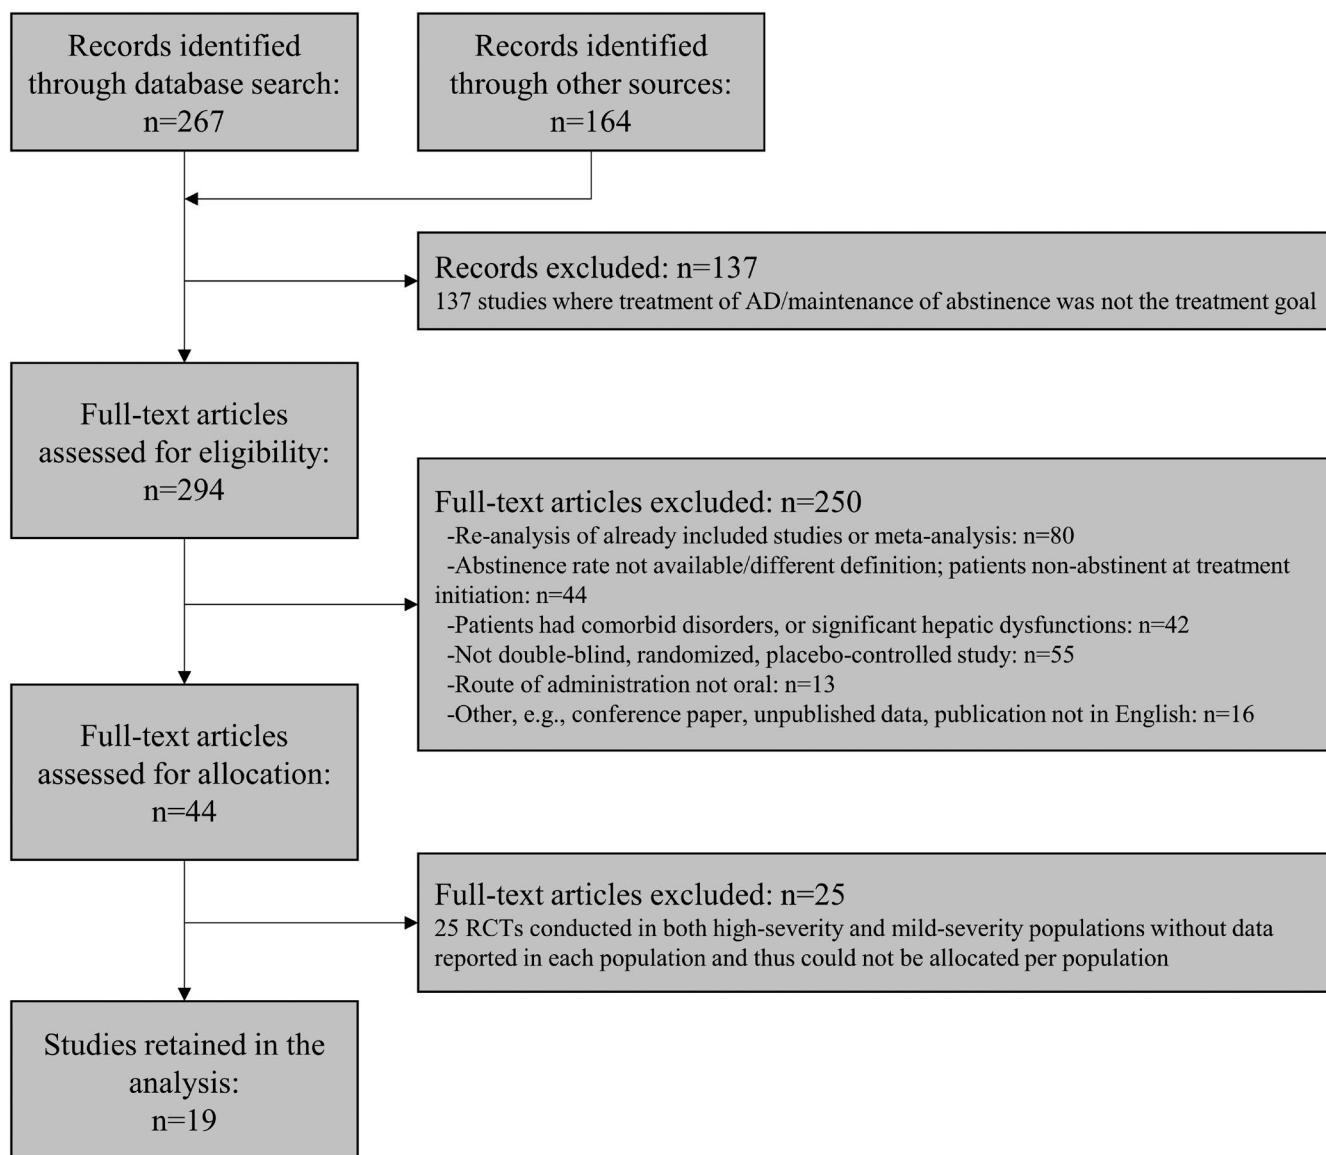 Records identified
through database search:
n=267
Records identified
through other sources:
n=164
Records excluded: n=137
137 studies where treatment of AD/maintenance of abstinence was not the treatment goal
Full-text articles
assessed for eligibility:
n=294
Full-text articles excluded: n=250
-Re-analysis of already included studies or meta-analysis: n=80
-Abstinence rate not available/different definition; patients non-abstinent at treatment
initiation: n=44
-Patients had comorbid disorders, or significant hepatic dysfunctions: n=42
-Not double-blind, randomized, placebo-controlled study: n=55
-Route of administration not oral: n=13
-Other, e.g., conference paper, unpublished data, publication not in English: n=16
Full-text articles
assessed for allocation:
n=44
Full-text articles excluded: n=25
25 RCTs conducted in both high-severity and mild-severity populations without data
reported in each population and thus could not be allocated per population
Studies retained in the
analysis:
n=19